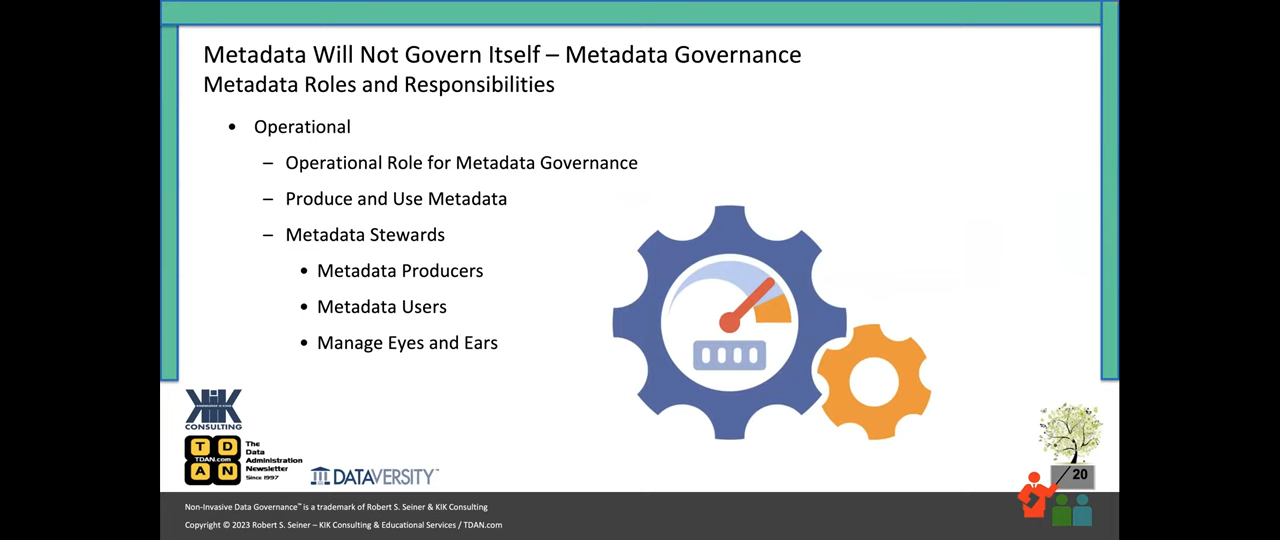 Metadata Will Not Govern Itself – Metadata Governance
Metadata Roles and Responsibilities
• Operational
– Operational Role for Metadata Governance
– Produce and Use Metadata
– Metadata Stewards
• Metadata Producers
• Metadata Users
• Manage Eyes and Ears
KIK
CONSULTING
T D
TDAN.com
A N
The
Data
Administration
Newsletter
Since 1997
DATAVERSITY™
20
Non-Invasive Data Governance™ is a trademark of Robert S. Seiner & KIK Consulting
Copyright © 2023 Robert S. Seiner – KIK Consulting & Educational Services / TDAN.com